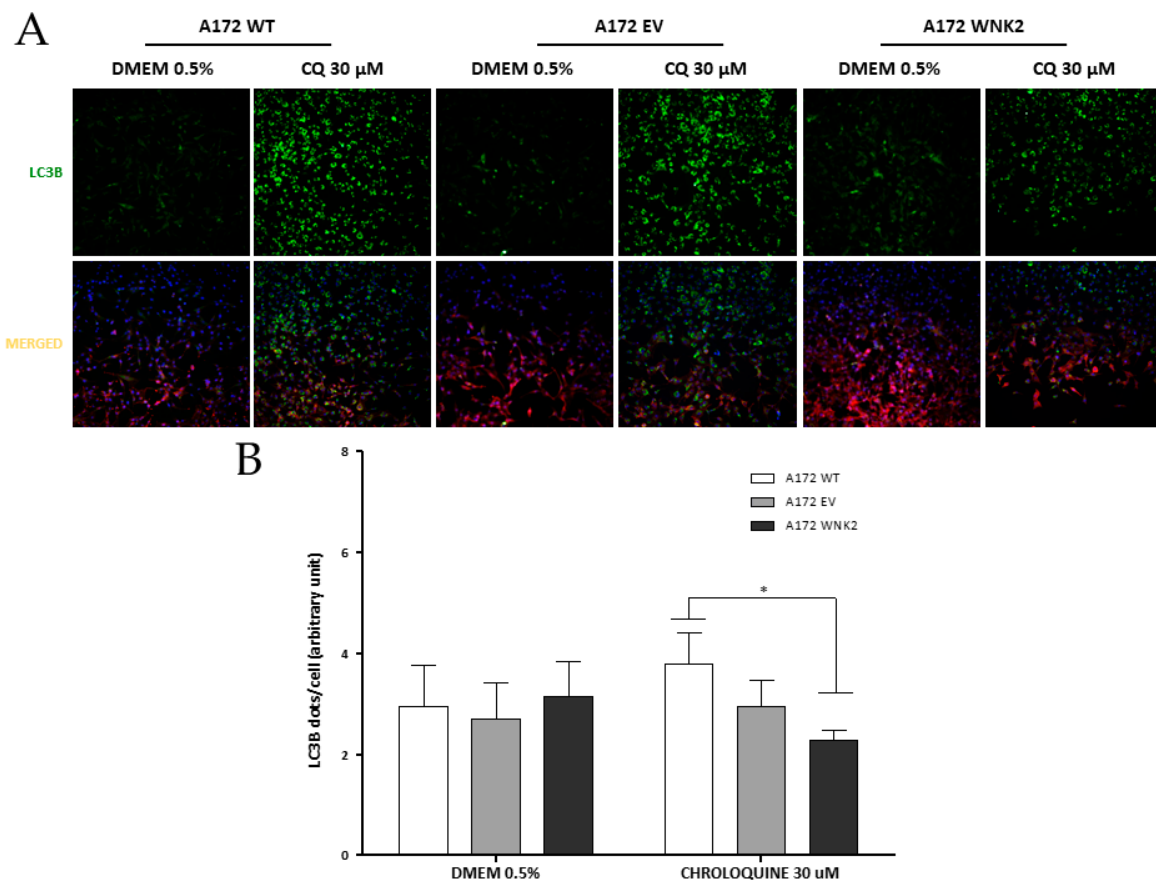 A
A172 WT A172 EV A172 WNK2
DMEM 0.5% CQ 30 µM DMEM 0.5% CQ 30 µM DMEM 0.5% CQ 30 µM
LC3B
MERGED
B
8
A172 WT
A172 EV
A172 WNK2
6
*
4
2
0
LC3B dots/cell (arbitrary unit)
DMEM 0.5% CHROLOQUINE 30 uM